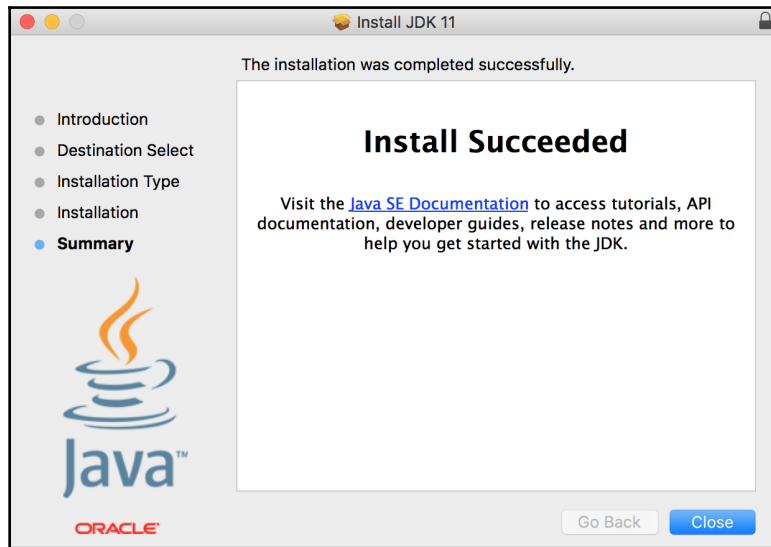 Install JDK 11
The installation was completed successfully.
Introduction
Destination Select
Installation Type
Installation
Summary
Install Succeeded
Visit the Java SE Documentation to access tutorials, API
documentation, developer guides, release notes and more to
help you get started with the JDK.
Java™
ORACLE®
Go Back
Close